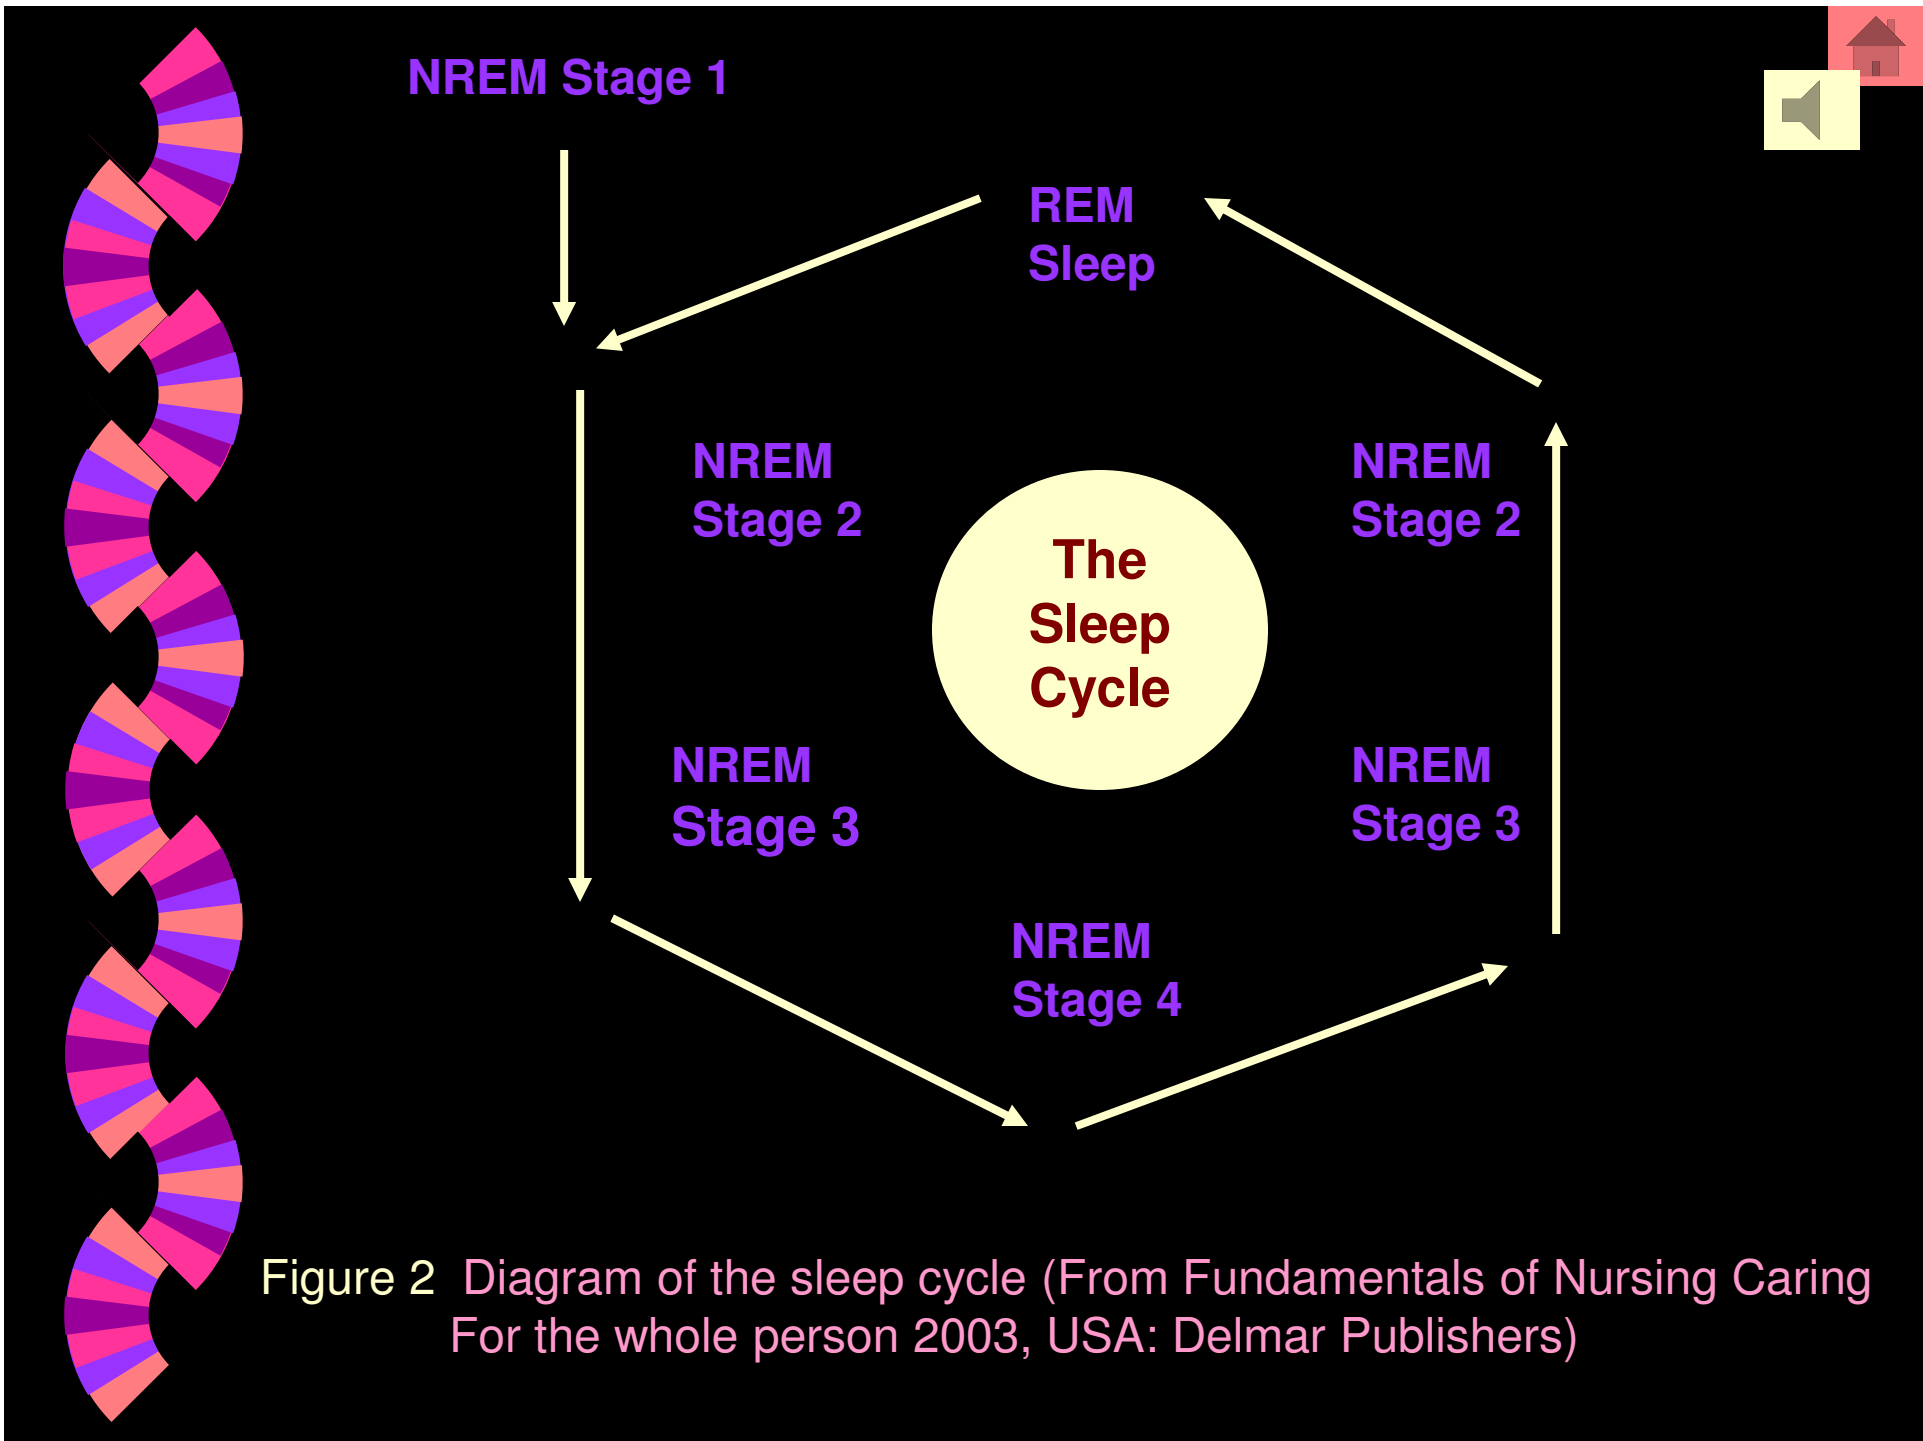 NREM Stage 1
REM
Sleep
NREM
Stage 2
NREM
Stage 2
The
Sleep
Cycle
NREM
Stage 3
NREM
Stage 3
NREM
Stage 4
Figure 2 Diagram of the sleep cycle (From Fundamentals of Nursing Caring
For the whole person 2003, USA: Delmar Publishers)